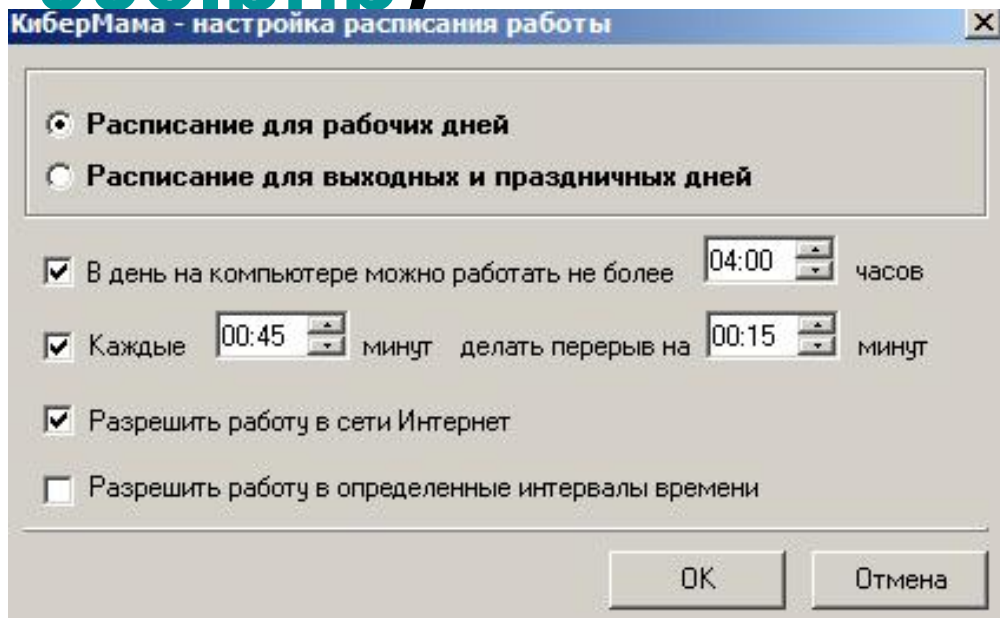 КиберМама - настройка расписания работы
Расписание для рабочих дней
Расписание для выходных и праздничных дней
В день на компьютере можно работать не более 04:00 часов
Каждые 00:45 минут делать перерыв на 00:15 минут
Разрешить работу в сети Интернет
Разрешить работу в определенные интервалы времени
ОК Отмена